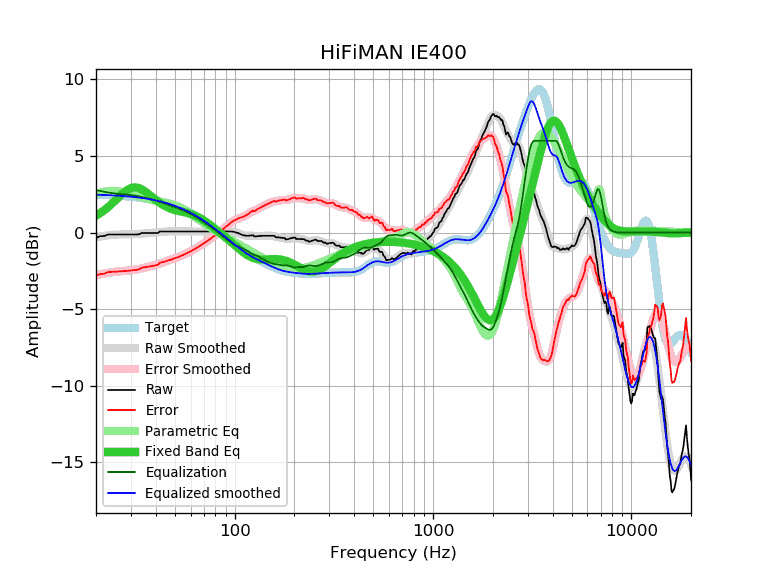 HiFiMAN IE400
10
5
0
−5
−10
−15
Amplitude (dBr)
Target
Raw Smoothed
Error Smoothed
Raw
Error
Parametric Eq
Fixed Band Eq
Equalization
Equalized smoothed
100
1000
10000
Frequency (Hz)